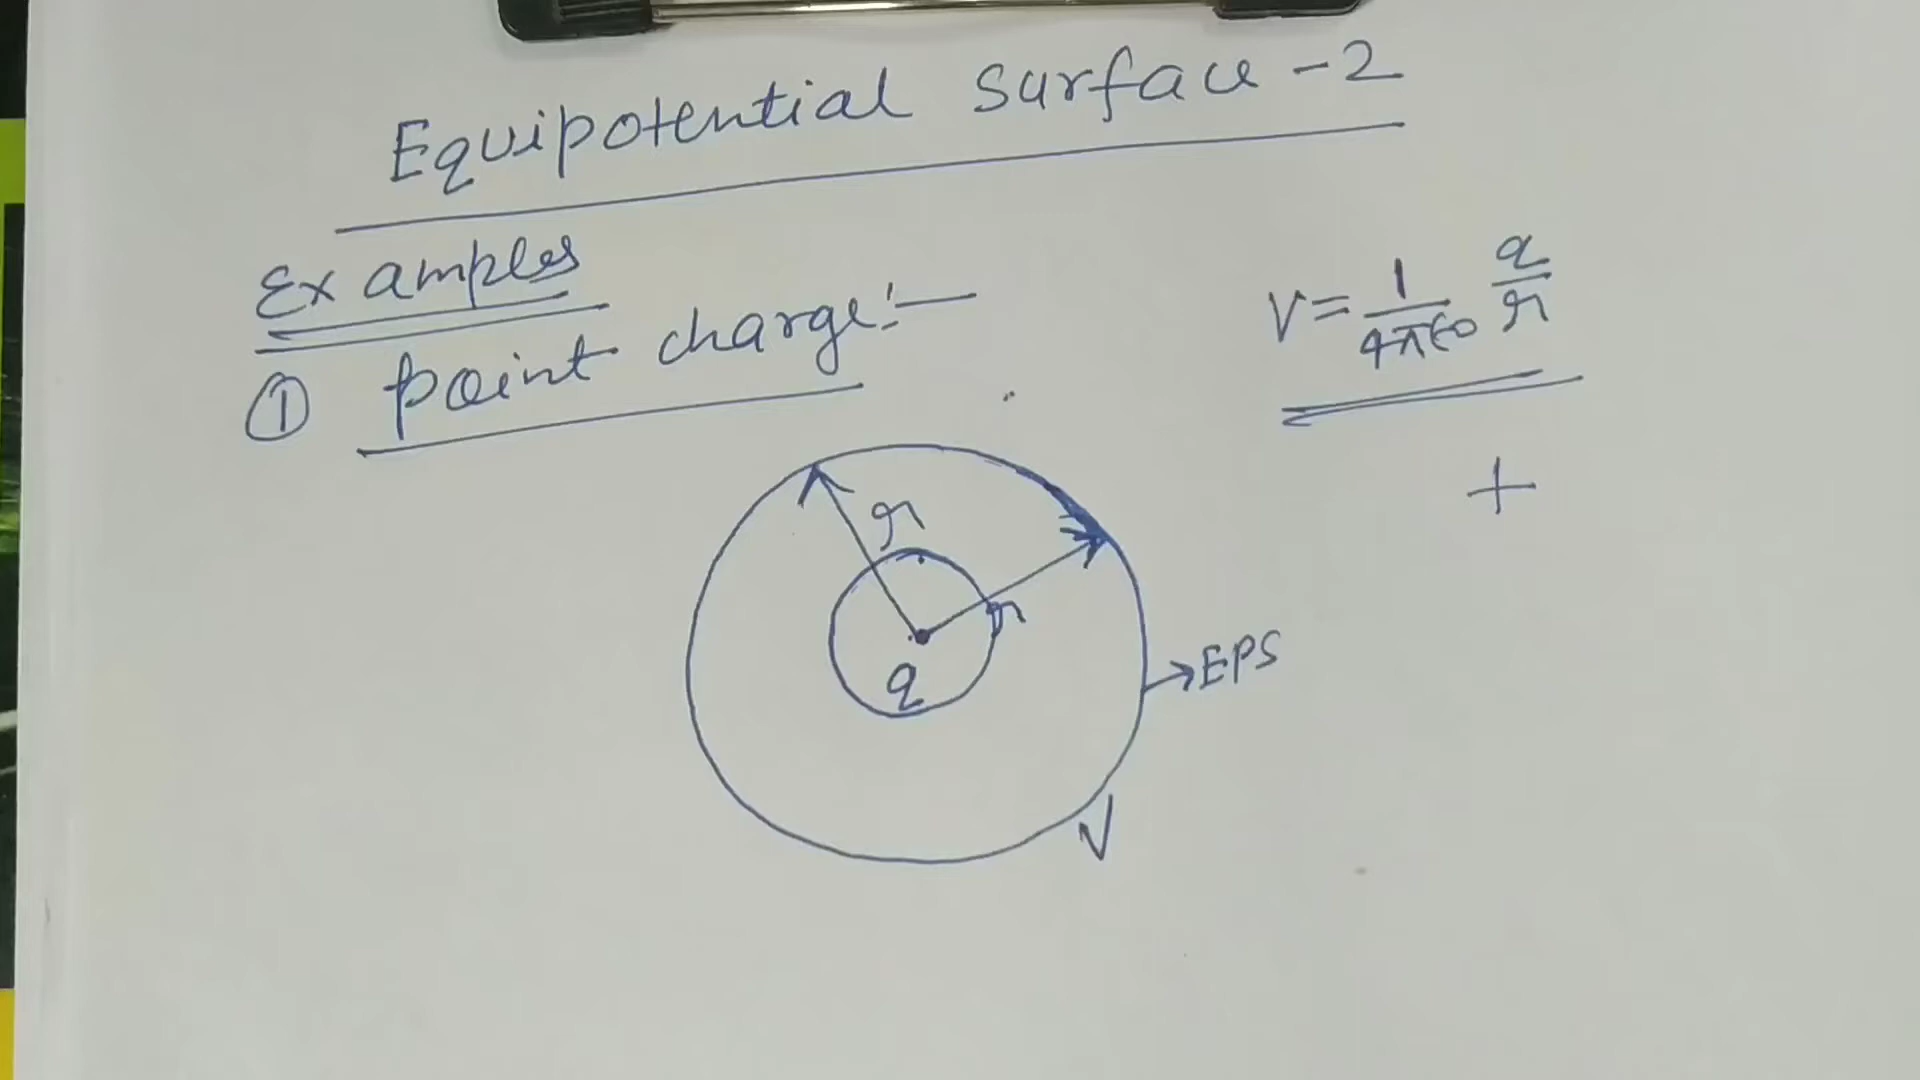 Equipotential Surface-2
Examples
① Point charge:—
V = 1/4πε0 q/r
+
r
r
q
→EPS
V